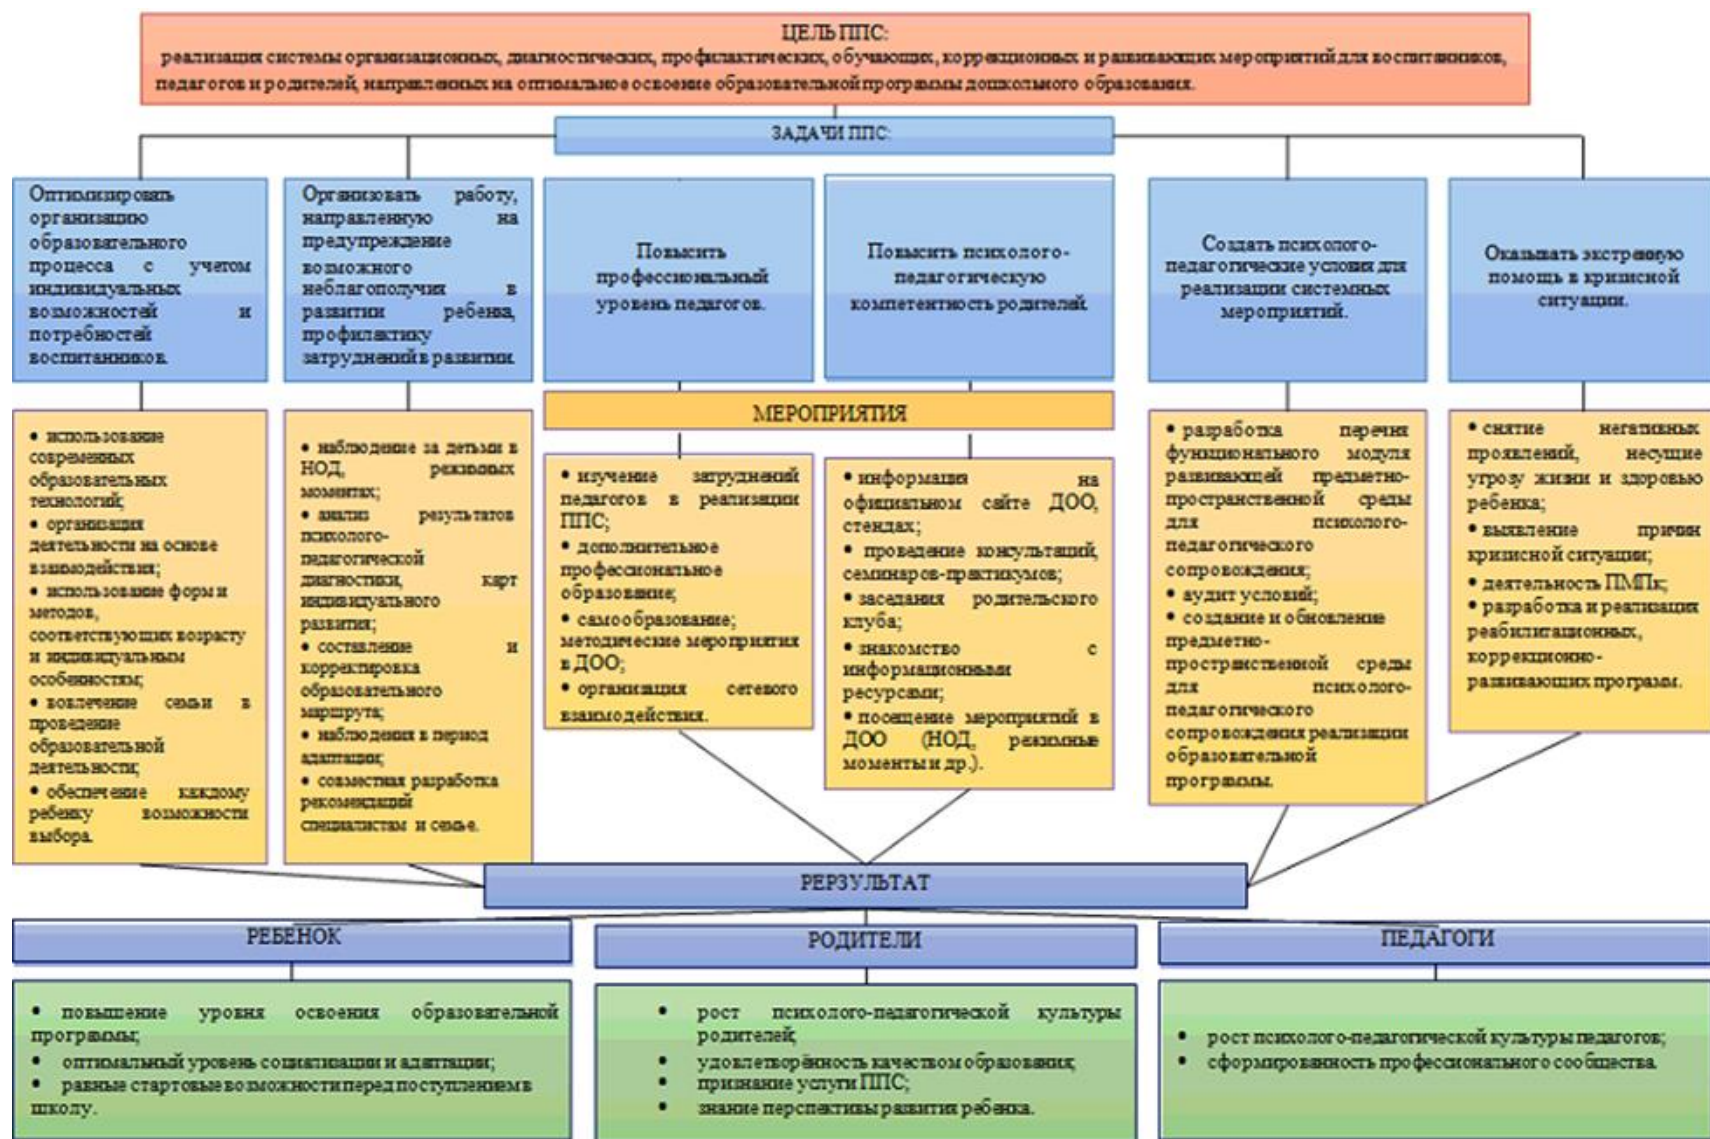 ЦЕЛЬ ППС:
реализация системы организационных, диагностических, профилактических, обучающих, коррекционных и развивающих мероприятий для воспитанников,
педагогов и родителей, направленных на оптимальное освоение образовательной программы дошкольного образования.
ЗАДАЧИ ППС:
Оптимизировать
организацию
образовательного
процесса с учетом
индивидуальных
возможностей и
потребностей
воспитанников.
Организовать работу,
направленную на
предупреждение
возможного
неблагополучия в
развитии ребенка,
профилактику
затруднений в развитии.
Повысить
профессиональный
уровень педагогов.
Повысить психолого-
педагогическую
компетентность родителей.
Создать психолого-
педагогические условия для
реализации системных
мероприятий.
Оказывать экстренную
помощь в кризисной
ситуации.
МЕРОПРИЯТИЯ
• использование
современных
образовательных
технологий;
• организация
деятельности на основе
взаимодействия;
• использование форм и
методов,
соответствующих возрасту
и индивидуальным
особенностям;
• вовлечение семьи в
проведение
образовательной
деятельности;
• обеспечение каждому
ребенку возможности
выбора.
• наблюдение за детьми в
НОД, режимных
моментах;
• анализ результатов
психолого-
педагогической
диагностики, карт
индивидуального
развития;
• составление и
корректировка
образовательного
маршрута;
• наблюдения в период
адаптации;
• совместная разработка
рекомендаций
специалистам и семье.
• изучение затруднений
педагогов в реализации
ППС;
• дополнительное
профессиональное
образование;
• самообразование;
методические мероприятия
в ДОО;
• организация сетевого
взаимодействия.
• информация на
официальном сайте ДОО,
стендах;
• проведение консультаций,
семинаров-практикумов;
• заседания родительского
клуба;
• знакомство с
информационными
ресурсами;
• посещение мероприятий в
ДОО (НОД, режимные
моменты и др.).
• разработка перечня
функционального модуля
развивающей предметно-
пространственной среды
для психолого-
педагогического
сопровождения;
• аудит условий;
• создание и обновление
предметно-
пространственной среды
для психолого-
педагогического
сопровождения реализации
образовательной
программы.
• снятие негативных
проявлений, несущие
угрозу жизни и здоровью
ребенка;
• выявление причин
кризисной ситуации;
• деятельность ПМПк;
• разработка и реализация
реабилитационных,
коррекционно-
развивающих программ.
РЕРЗУЛЬТАТ
РЕБЕНОК
• повышение уровня освоения образовательной
программы;
• оптимальный уровень социализации и адаптации;
• равные стартовые возможности перед поступлением в
школу.
РОДИТЕЛИ
• рост психолого-педагогической культуры
родителей;
• удовлетворённость качеством образования;
• признание услуги ППС;
• знание перспективы развития ребенка.
ПЕДАГОГИ
• рост психолого-педагогической культуры педагогов;
• сформированность профессионального сообщества.